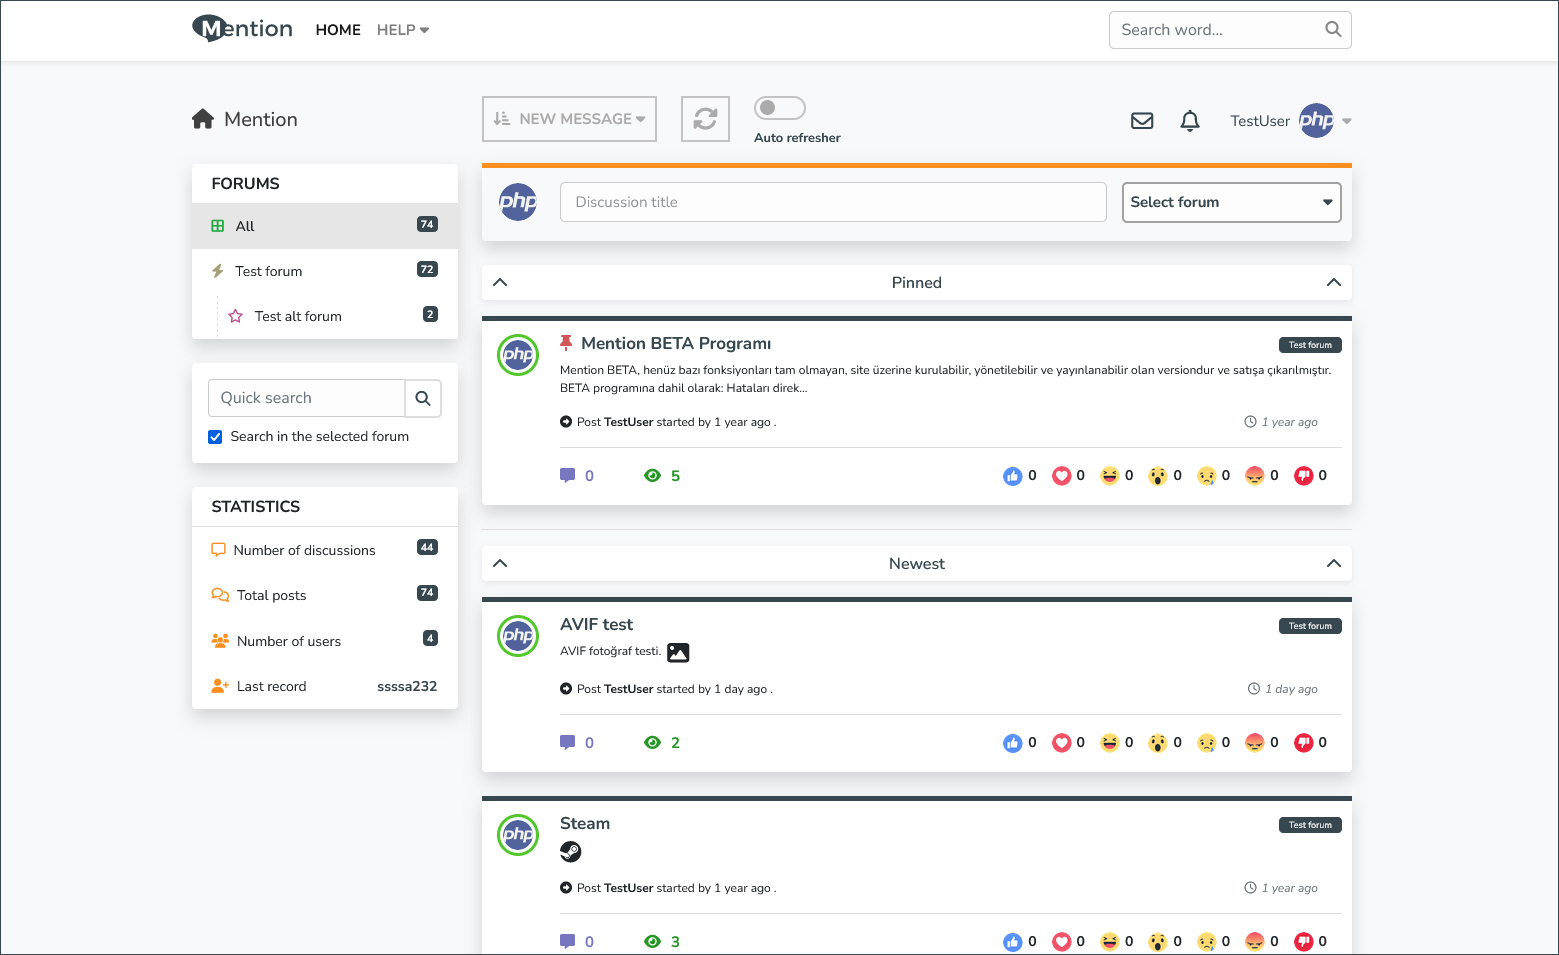 Mention
HOME
HELP
Search word...
Mention
NEW MESSAGE
Auto refresher
TestUser
php
FORUMS
All 74
Test forum 72
Test alt forum 2
Quick search
Search in the selected forum
STATISTICS
Number of discussions 44
Total posts 74
Number of users 4
Last record ssssa232
php
Discussion title
Select forum
Pinned
php
Mention BETA Programı
Test forum
Mention BETA, henüz bazı fonksiyonları tam olmayan, site üzerine kurulabilir, yönetilebilir ve yayınlanabilir olan versiondur ve satışa çıkarılmıştır.
BETA programına dahil olarak: Hataları direk...
Post TestUser started by 1 year ago .
1 year ago
0 5 0 0 0 0 0 0 0
Newest
php
AVIF test
Test forum
AVIF fotoğraf testi.
Post TestUser started by 1 day ago .
1 day ago
0 2 0 0 0 0 0 0 0
php
Steam
Test forum
Post TestUser started by 1 year ago .
1 year ago
0 3 0 0 0 0 0 0 0